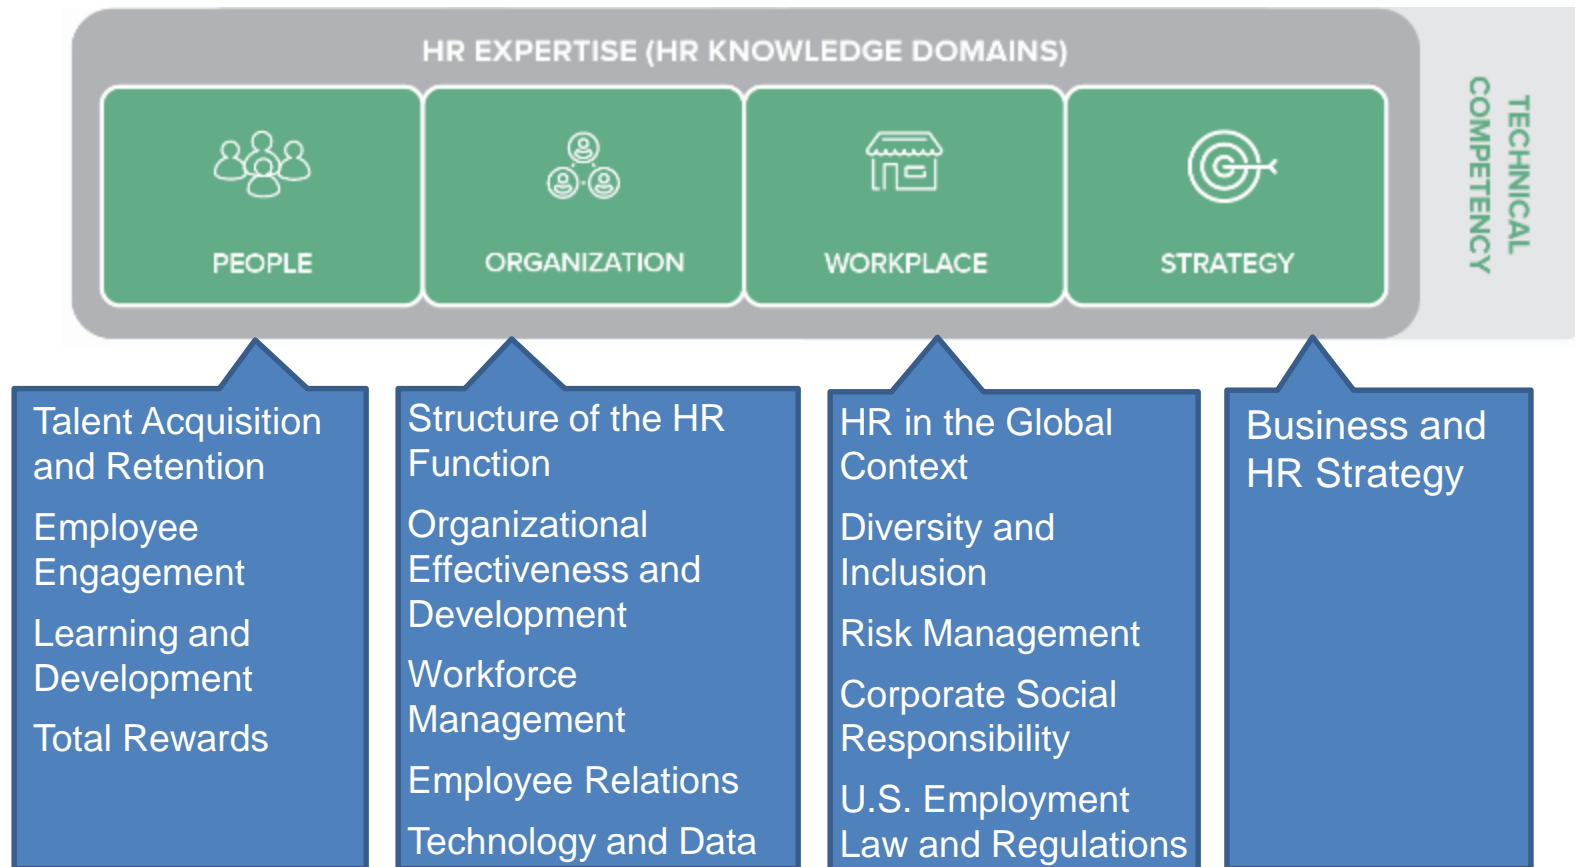 HR EXPERTISE (HR KNOWLEDGE DOMAINS)
PEOPLE
ORGANIZATION
WORKPLACE
STRATEGY
TECHNICAL
COMPETENCY
Talent Acquisition
and Retention
Employee
Engagement
Learning and
Development
Total Rewards
Structure of the HR
Function
Organizational
Effectiveness and
Development
Workforce
Management
Employee Relations
Technology and Data
HR in the Global
Context
Diversity and
Inclusion
Risk Management
Corporate Social
Responsibility
U.S. Employment
Law and Regulations
Business and
HR Strategy